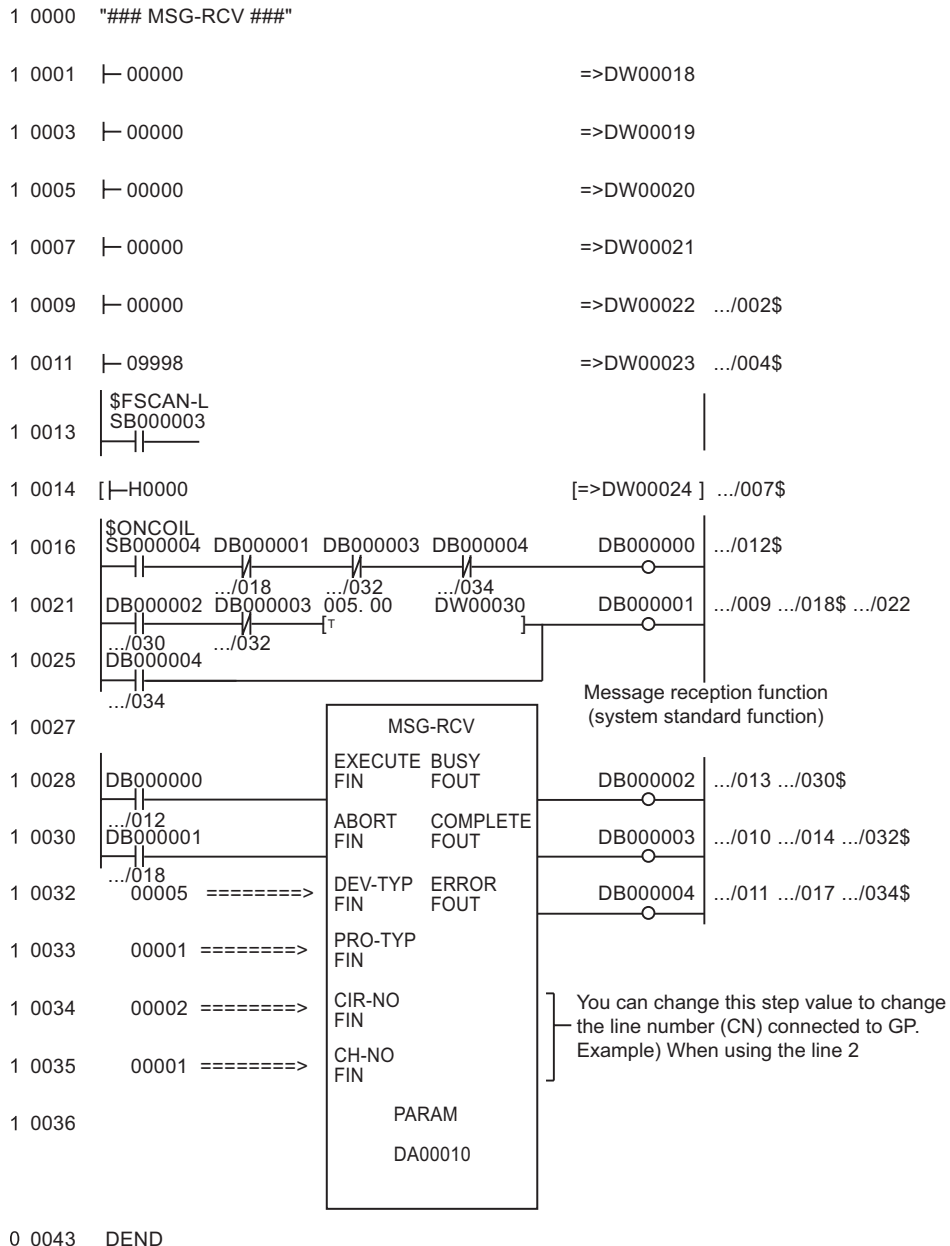 1 0000 "### MSG-RCV ###"
1 0001 00000 =>DW00018
1 0003 00000 =>DW00019
1 0005 00000 =>DW00020
1 0007 00000 =>DW00021
1 0009 00000 =>DW00022 .../002$
1 0011 09998 =>DW00023 .../004$
$FSCAN-L
SB000003
1 0013
1 0014 [ H0000 [=>DW00024 ] .../007$
$ONCOIL
1 0016 SB000004 DB000001 DB000003 DB000004 DB000000 .../012$
.../018 .../032 .../034
1 0021 DB000002 DB000003 005. 00 DW00030 DB000001 .../009 .../018$ .../022
[T ]
.../030 .../032
1 0025 DB000004
.../034
Message reception function
(system standard function)
1 0027 MSG-RCV
EXECUTE BUSY
1 0028 DB000000 FIN FOUT DB000002 .../013 .../030$
.../012
ABORT COMPLETE
1 0030 DB000001 FIN FOUT DB000003 .../010 .../014 .../032$
.../018
1 0032 00005 ========> DEV-TYP ERROR DB000004 .../011 .../017 .../034$
FIN FOUT
1 0033 00001 ========> PRO-TYP
FIN
1 0034 00002 ========> CIR-NO
FIN
1 0035 00001 ========> CH-NO
FIN
You can change this step value to change
the line number (CN) connected to GP.
Example) When using the line 2
1 0036 PARAM
DA00010
0 0043 DEND